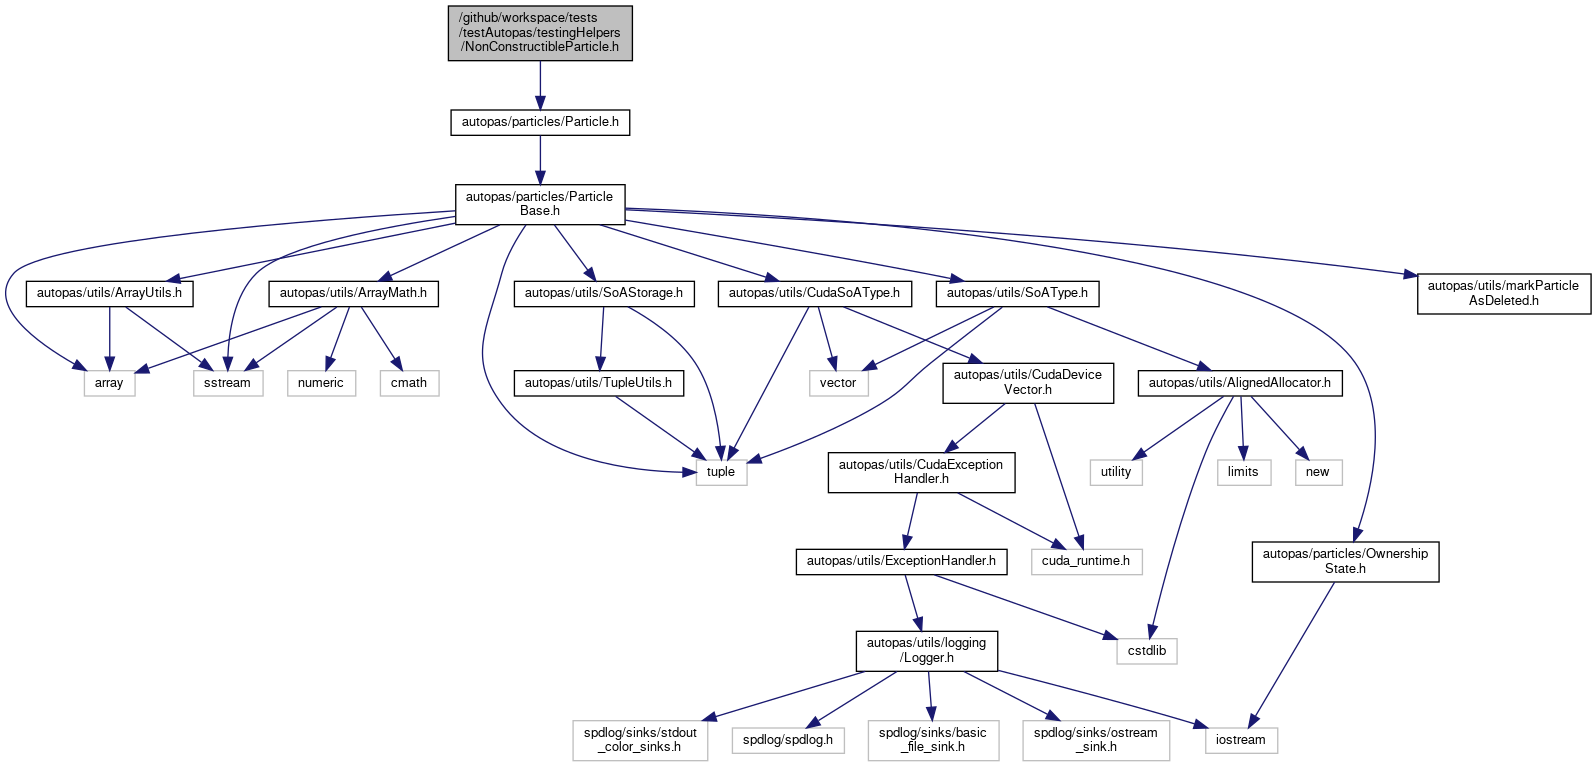 /github/workspace/tests
/testAutopas/testingHelpers
/NonConstructibleParticle.h
autopas/particles/Particle.h
autopas/particles/Particle
Base.h
autopas/utils/ArrayUtils.h
autopas/utils/ArrayMath.h
autopas/utils/SoAStorage.h
autopas/utils/CudaSoAType.h
autopas/utils/SoAType.h
autopas/utils/markParticle
AsDeleted.h
array
sstream
numeric
cmath
autopas/utils/TupleUtils.h
vector
autopas/utils/CudaDevice
Vector.h
autopas/utils/AlignedAllocator.h
tuple
autopas/utils/CudaException
Handler.h
utility
limits
new
autopas/utils/ExceptionHandler.h
cuda_runtime.h
autopas/particles/Ownership
State.h
autopas/utils/logging
/Logger.h
cstdlib
spdlog/sinks/stdout
_color_sinks.h
spdlog/spdlog.h
spdlog/sinks/basic
_file_sink.h
spdlog/sinks/ostream
_sink.h
iostream